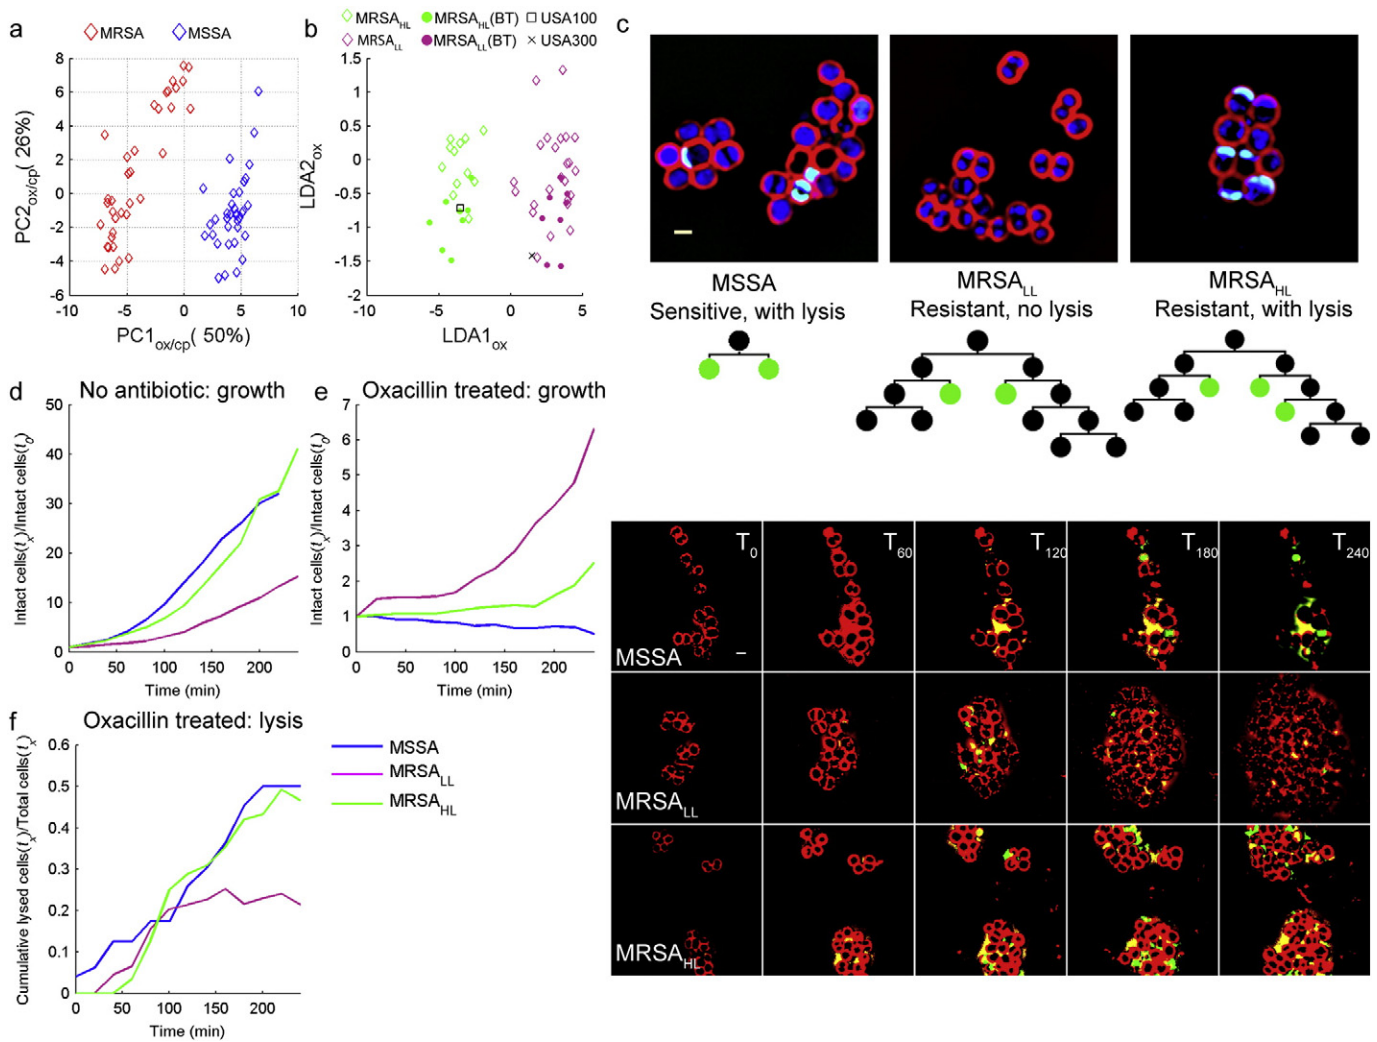 a
MRSA
MSSA
8
6
4
2
0
-2
-4
-6
-10
-5
0
5
10
PC2ox/cp( 26%)
PC1ox/cp( 50%)
b
MRSAHL
MRSAHL(BT)
USA100
MRSALL
MRSALL(BT)
USA300
1.5
1
0.5
0
-0.5
-1
-1.5
-2
-10
-5
0
5
LDA2ox
LDA1ox
c
MSSA
Sensitive, with lysis
MRSALL
Resistant, no lysis
MRSAHL
Resistant, with lysis
d
No antibiotic: growth
50
40
30
20
10
0
0
50
100
150
200
Intact cells(tx)/Intact cells(t0)
Time (min)
e
Oxacillin treated: growth
7
6
5
4
3
2
1
0
0
50
100
150
200
Intact cells(tx)/Intact cells(t0)
Time (min)
f
Oxacillin treated: lysis
0.6
0.5
0.4
0.3
0.2
0.1
0
0
50
100
150
200
Cumulative lysed cells(tx)/Total cells(tx)
Time (min)
MSSA
MRSALL
MRSAHL
T0
T60
T120
T180
T240
MSSA
MRSALL
MRSAHL